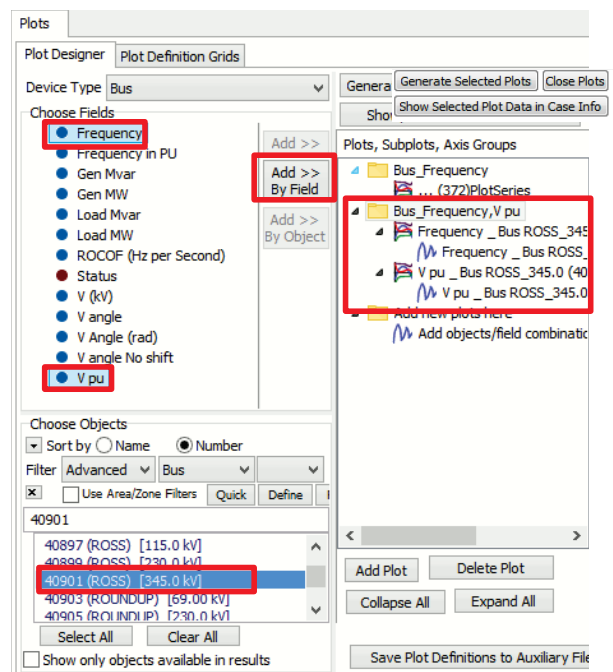 Plots
Plot Designer
Plot Definition Grids
Device Type
Bus
Choose Fields
Frequency
Frequency in PU
Gen Mvar
Gen MW
Load Mvar
Load MW
ROCOF (Hz per Second)
Status
V (kV)
V angle
V Angle (rad)
V angle No shift
V pu
Add >>
Add >>
By Field
Add >>
By Object
Choose Objects
Sort by
Name
Number
Filter
Advanced
Bus
Use Area/Zone Filters
Quick
Define
40901
40897 (ROSS) [115.0 kV]
40899 (ROSS) [230.0 kV]
40901 (ROSS) [345.0 kV]
40903 (ROUNDUP) [69.00 kV]
40905 (ROUNDUP) [230.0 kV]
Select All
Clear All
Show only objects available in results
Genera
Generate Selected Plots
Close Plots
Show Selected Plot Data in Case Info
Plots, Subplots, Axis Groups
Bus_Frequency
... (372)PlotSeries
Bus_Frequency,V pu
Frequency _ Bus ROSS_345
Frequency _ Bus ROSS_
V pu _ Bus ROSS_345.0 (40
V pu _ Bus ROSS_345.0
Add new plots here
Add objects/field combinatic
Add Plot
Delete Plot
Collapse All
Expand All
Save Plot Definitions to Auxiliary File